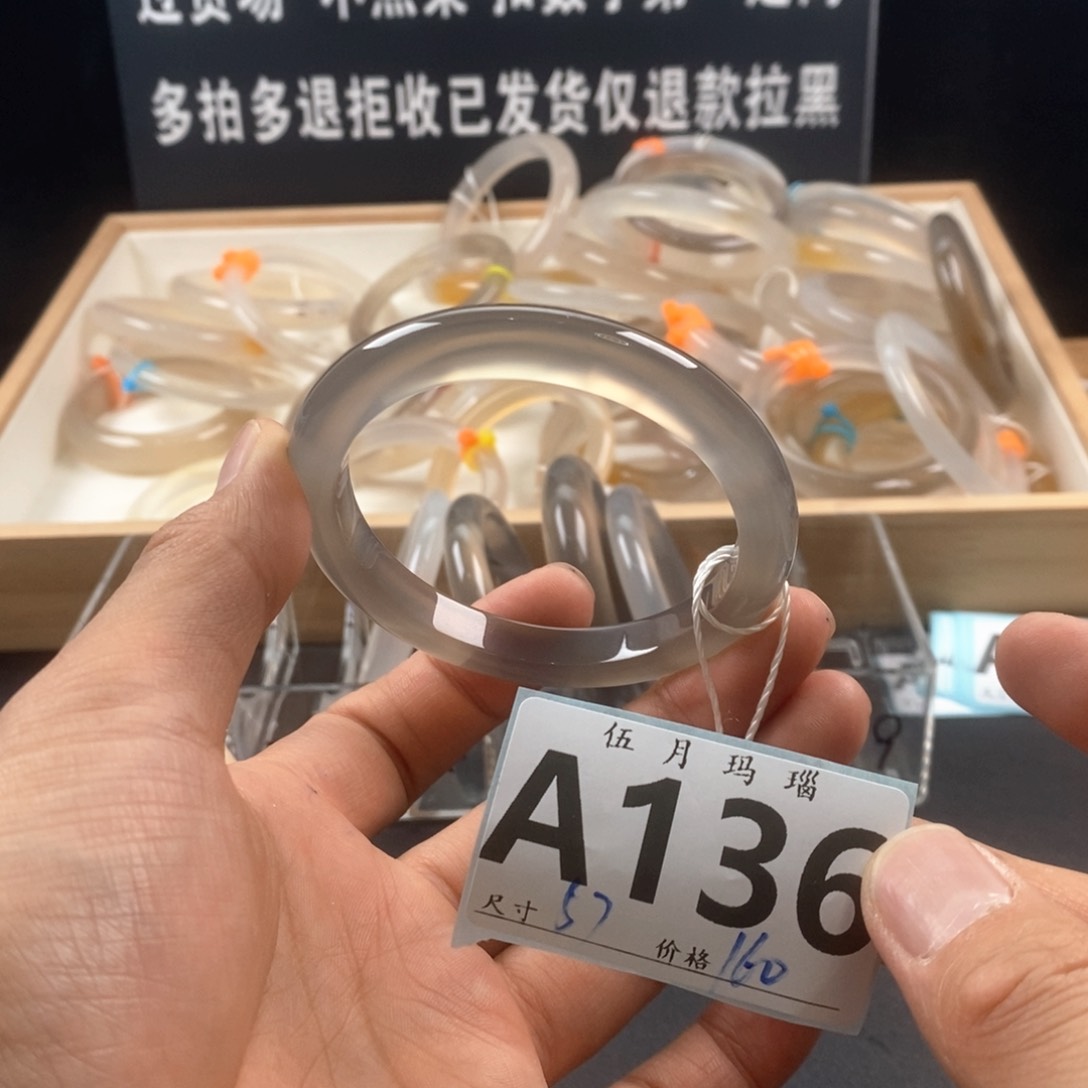 多拍多退拒收已发货仅退款拉黑
伍月玛瑙
A136
尺寸 57
价格 160